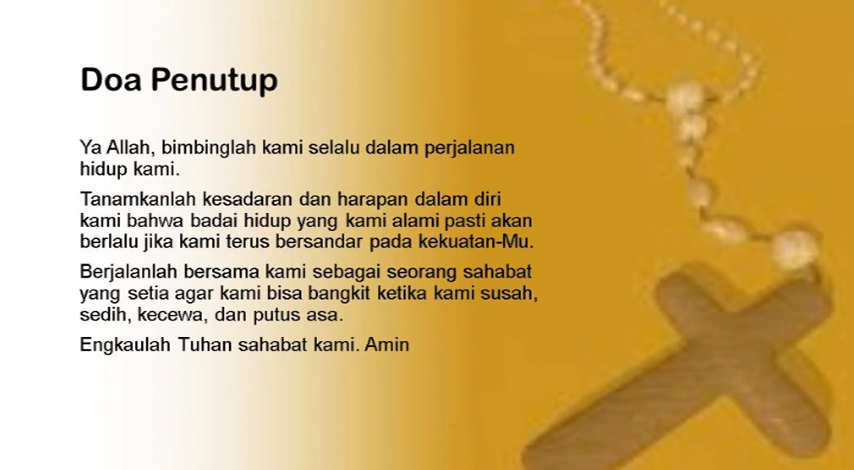 Doa Penutup
Ya Allah, bimbinglah kami selalu dalam perjalanan
hidup kami.
Tanamkanlah kesadaran dan harapan dalam diri
kami bahwa badai hidup yang kami alami pasti akan
berlalu jika kami terus bersandar pada kekuatan-Mu.
Berjalanlah bersama kami sebagai seorang sahabat
yang setia agar kami bisa bangkit ketika kami susah,
sedih, kecewa, dan putus asa.
Engkaulah Tuhan sahabat kami. Amin